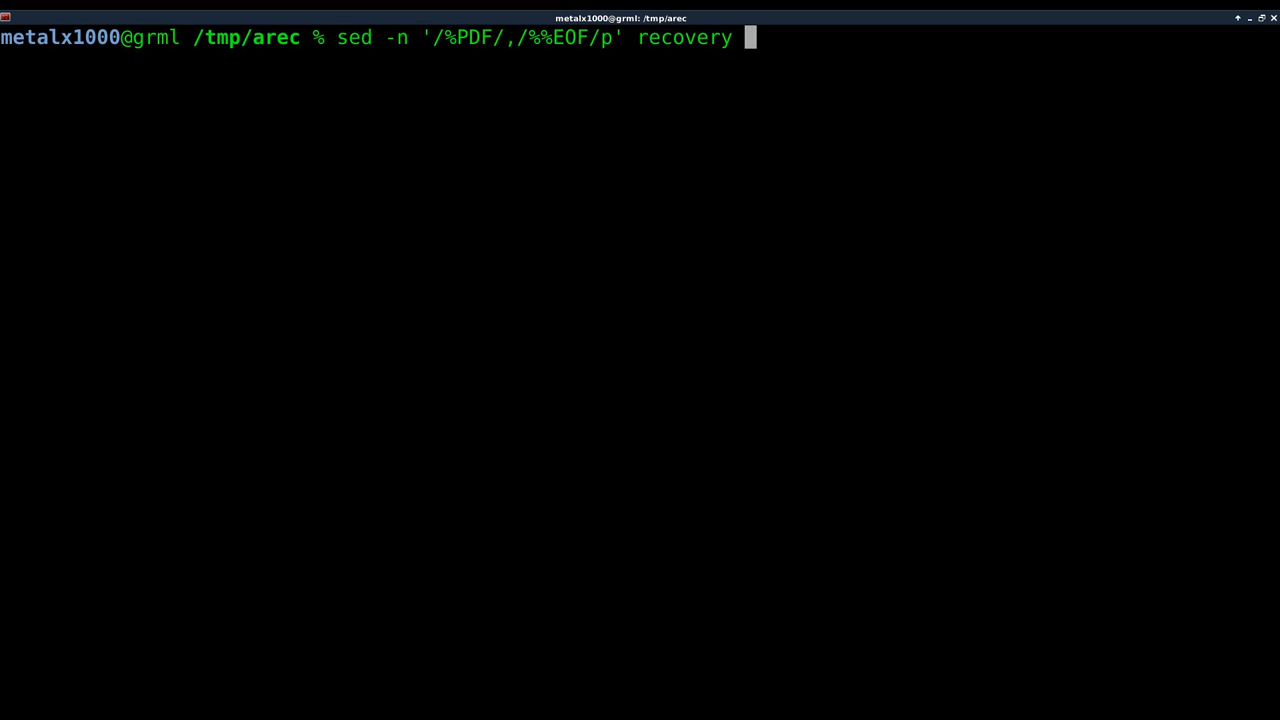 metalx1000@grml: /tmp/arec
metalx1000@grml /tmp/arec % sed -n '/%PDF/,/%%EOF/p' recovery